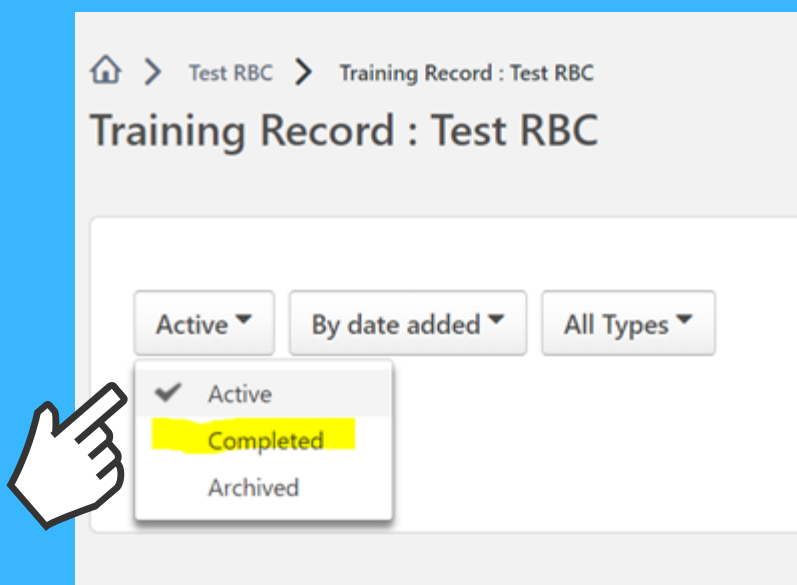 Test RBC Training Record : Test RBC
Training Record : Test RBC
Active By date added All Types
Active
Completed
Archived